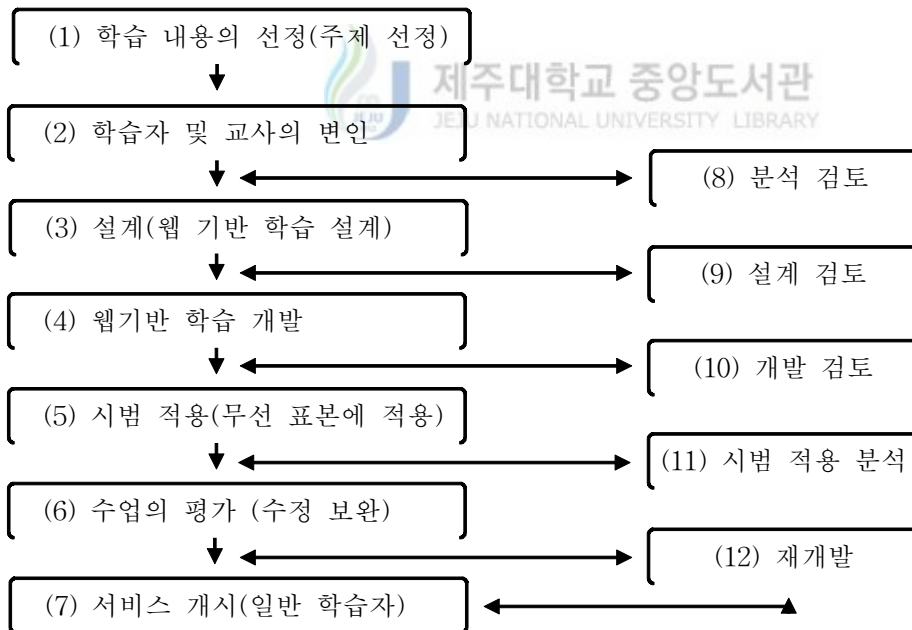 (1) 학습 내용의 선정(주제 선정)
제주대학교 중앙도서관
JEJU NATIONAL UNIVERSITY LIBRARY
(2) 학습자 및 교사의 변인
(8) 분석 검토
(3) 설계(웹 기반 학습 설계)
(9) 설계 검토
(4) 웹기반 학습 개발
(10) 개발 검토
(5) 시범 적용(무선 표본에 적용)
(11) 시범 적용 분석
(6) 수업의 평가 (수정 보완)
(12) 재개발
(7) 서비스 개시(일반 학습자)